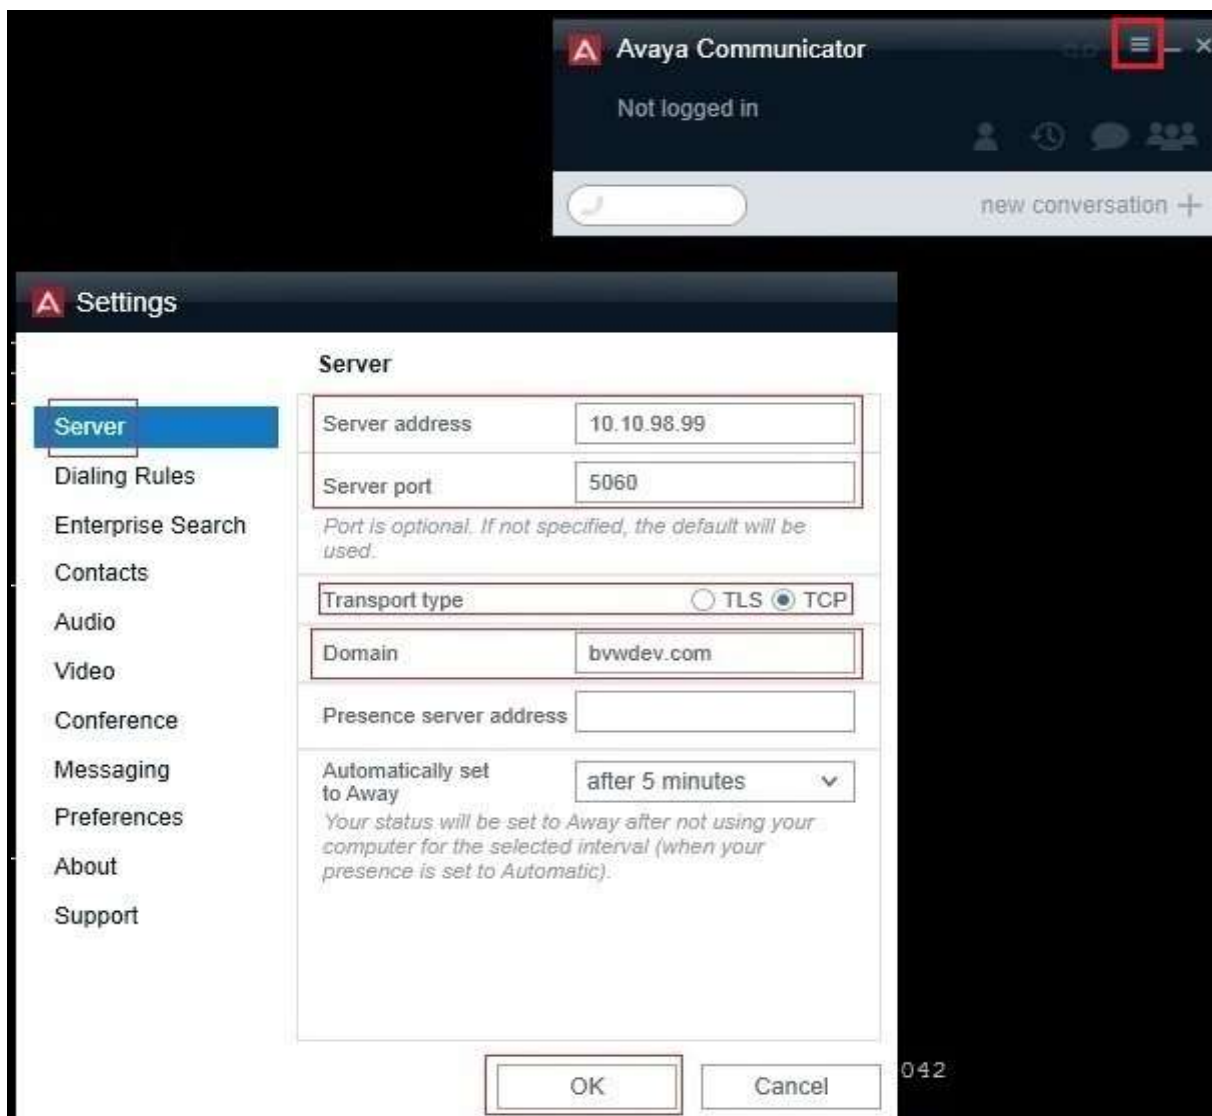 Avaya Communicator
Not logged in
new conversation +
Settings
Server
Server
Dialing Rules
Enterprise Search
Contacts
Audio
Video
Conference
Messaging
Preferences
About
Support
Server address 10.10.98.99
Server port 5060
Port is optional. If not specified, the default will be
used.
Transport type TLS TCP
Domain bvwdev.com
Presence server address
Automatically set
to Away
after 5 minutes
Your status will be set to Away after not using your
computer for the selected interval (when your
presence is set to Automatic).
OK Cancel
042